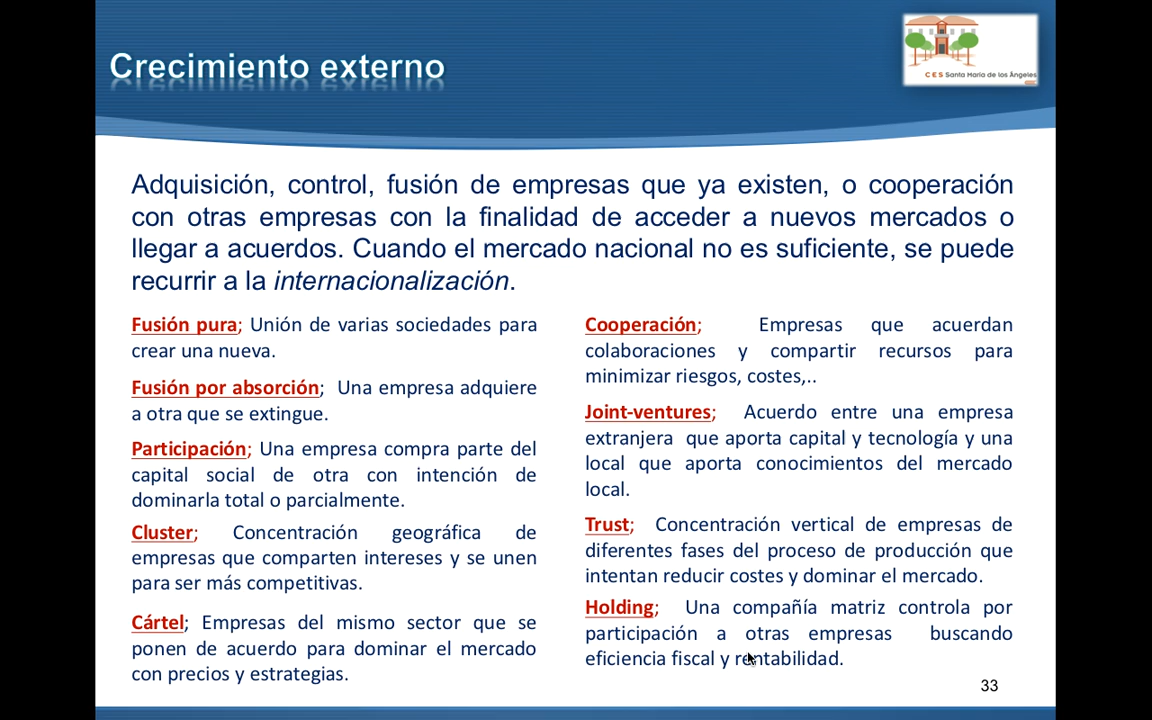 Crecimiento externo
C E S Santa María de los Ángeles
Adquisición, control, fusión de empresas que ya existen, o cooperación
con otras empresas con la finalidad de acceder a nuevos mercados o
llegar a acuerdos. Cuando el mercado nacional no es suficiente, se puede
recurrir a la internacionalización.
Fusión pura; Unión de varias sociedades para
crear una nueva.
Fusión por absorción; Una empresa adquiere
a otra que se extingue.
Participación; Una empresa compra parte del
capital social de otra con intención de
dominarla total o parcialmente.
Cluster; Concentración geográfica de
empresas que comparten intereses y se unen
para ser más competitivas.
Cártel; Empresas del mismo sector que se
ponen de acuerdo para dominar el mercado
con precios y estrategias.
Cooperación; Empresas que acuerdan
colaboraciones y compartir recursos para
minimizar riesgos, costes,..
Joint-ventures; Acuerdo entre una empresa
extranjera que aporta capital y tecnología y una
local que aporta conocimientos del mercado
local.
Trust; Concentración vertical de empresas de
diferentes fases del proceso de producción que
intentan reducir costes y dominar el mercado.
Holding; Una compañía matriz controla por
participación a otras empresas buscando
eficiencia fiscal y rentabilidad.
33